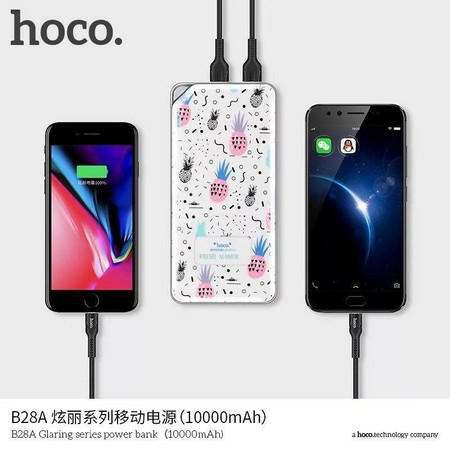 hoco.
hoco.
B28A 炫丽系列移动电源(10000mAh)
B28A Glaring series power bank (10000mAh)
a hoco.technology company